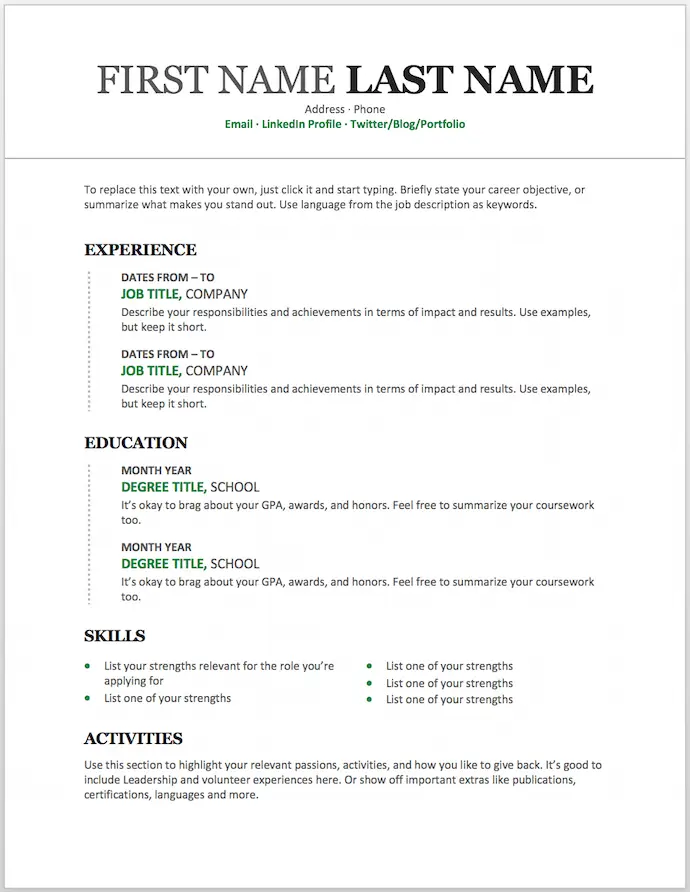 FIRST NAME LAST NAME
Address · Phone
Email · LinkedIn Profile · Twitter/Blog/Portfolio
To replace this text with your own, just click it and start typing. Briefly state your career objective, or
summarize what makes you stand out. Use language from the job description as keywords.
EXPERIENCE
DATES FROM – TO
JOB TITLE, COMPANY
Describe your responsibilities and achievements in terms of impact and results. Use examples,
but keep it short.
DATES FROM – TO
JOB TITLE, COMPANY
Describe your responsibilities and achievements in terms of impact and results. Use examples,
but keep it short.
EDUCATION
MONTH YEAR
DEGREE TITLE, SCHOOL
It’s okay to brag about your GPA, awards, and honors. Feel free to summarize your coursework
too.
MONTH YEAR
DEGREE TITLE, SCHOOL
It’s okay to brag about your GPA, awards, and honors. Feel free to summarize your coursework
too.
SKILLS
• List your strengths relevant for the role you’re
applying for
• List one of your strengths
• List one of your strengths
• List one of your strengths
• List one of your strengths
ACTIVITIES
Use this section to highlight your relevant passions, activities, and how you like to give back. It’s good to
include Leadership and volunteer experiences here. Or show off important extras like publications,
certifications, languages and more.